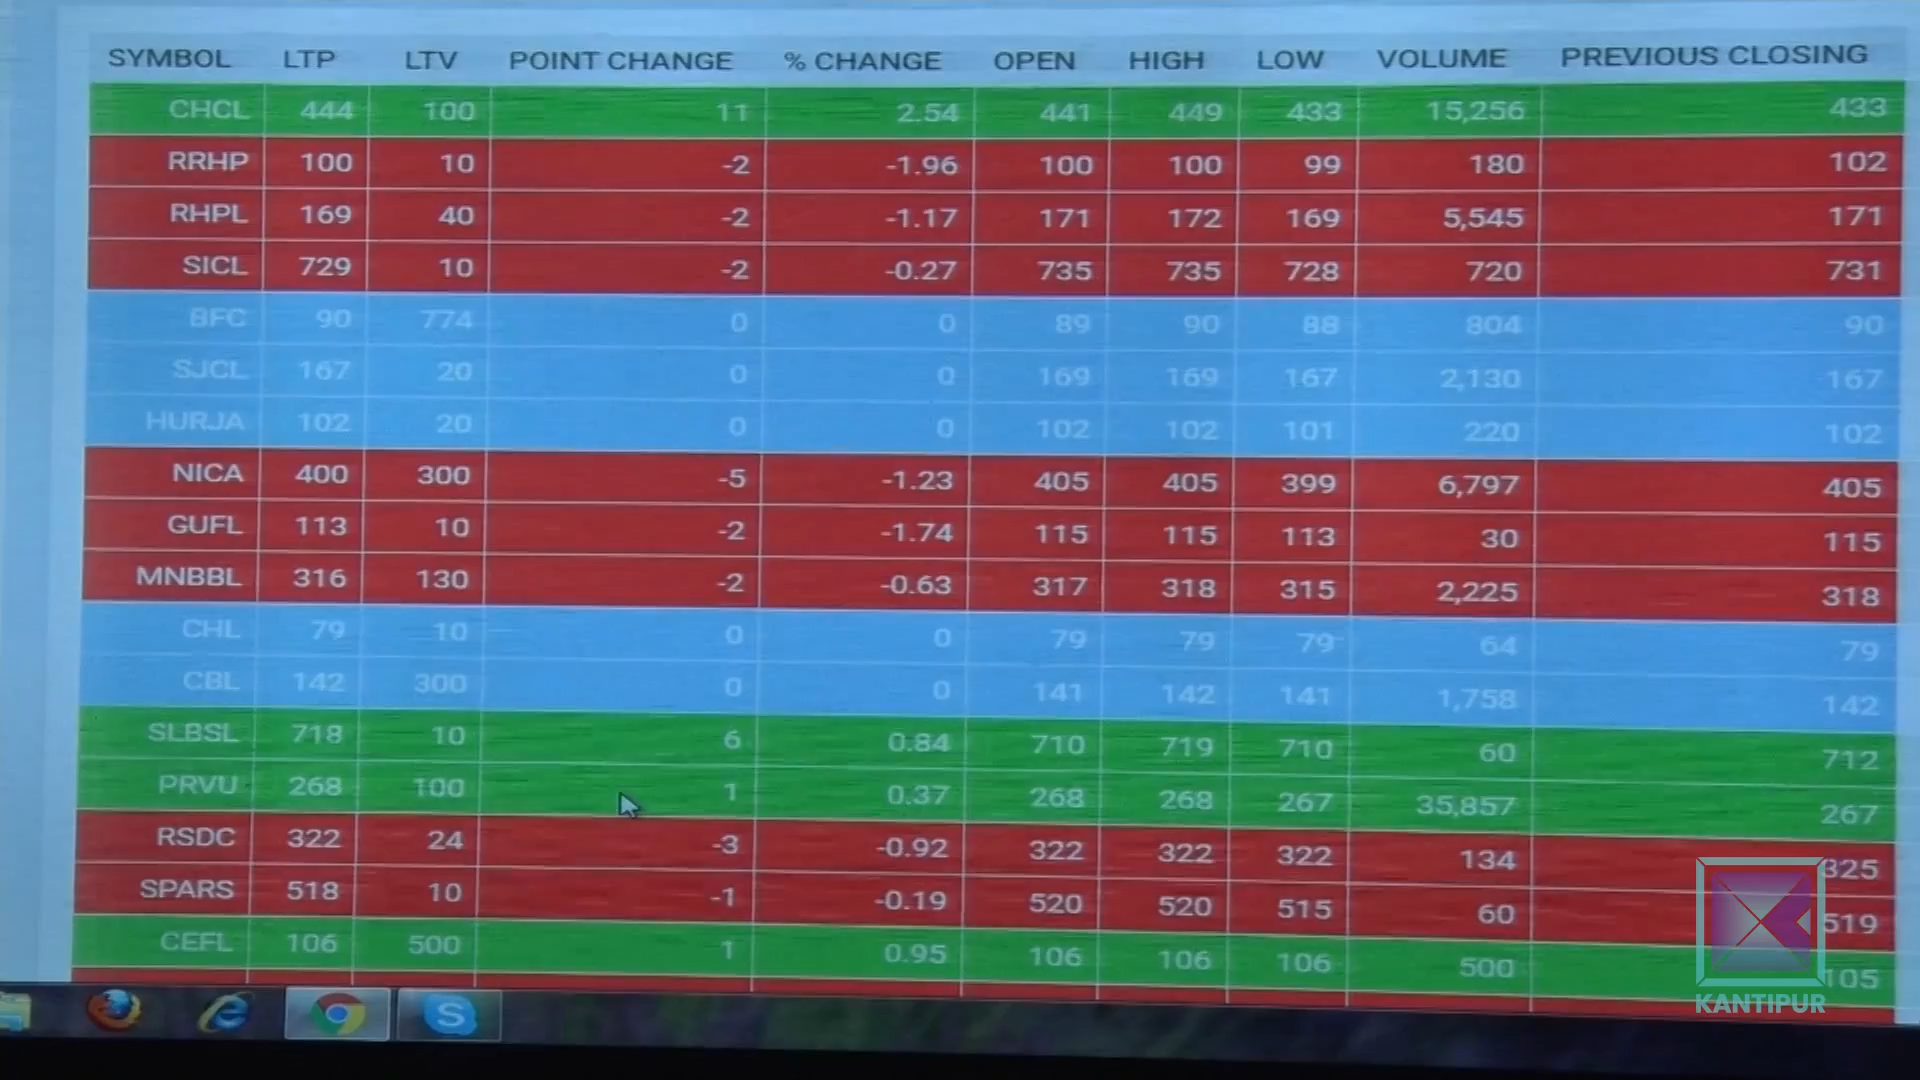 SYMBOL LTP LTV POINT CHANGE % CHANGE OPEN HIGH LOW VOLUME PREVIOUS CLOSING
CHCL 444 100 11 2.54 441 449 433 15,256 433
RRHP 100 10 -2 -1.96 100 100 99 180 102
RHPL 169 40 -2 -1.17 171 172 169 5,545 171
SICL 729 10 -2 -0.27 735 735 728 720 731
BFC 90 774 0 0 89 90 88 804 90
SJCL 167 20 0 0 169 169 167 2,130 167
HURJA 102 20 0 0 102 102 101 220 102
NICA 400 300 -5 -1.23 405 405 399 6,797 405
GUFL 113 10 -2 -1.74 115 115 113 30 115
MNBBL 316 130 -2 -0.63 317 318 315 2,225 318
CHL 79 10 0 0 79 79 79 64 79
CBL 142 300 0 0 141 142 141 1,758 142
SLBSL 718 10 6 0.84 710 719 710 60 712
PRVU 268 100 1 0.37 268 268 267 35,857 267
RSDC 322 24 -3 -0.92 322 322 322 134 325
SPARS 518 10 -1 -0.19 520 520 515 60 519
CEFL 106 500 1 0.95 106 106 106 500 105
KANTIPUR